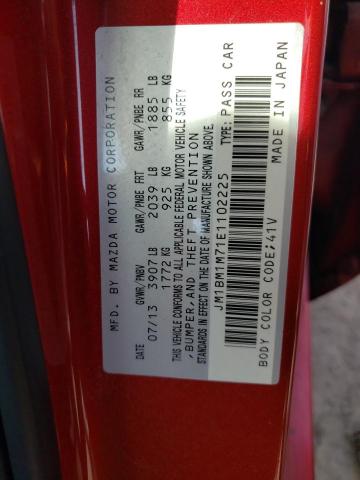 MFD. BY MAZDA MOTOR CORPORATION
DATE GVWR/PNBV GAWR/PNBE FRT GAWR/PNBE RR
07/13 3907 LB 2039 LB 1885 LB
1772 KG 925 KG 855 KG
THIS VEHICLE CONFORMS TO ALL APPLICABLE FEDERAL MOTOR VEHICLE SAFETY
,BUMPER,AND THEFT PREVENTION
STANDARDS IN EFFECT ON THE DATE OF MANUFACTURE SHOWN ABOVE.
JM1BM1M71E1102225 TYPE: PASS CAR
BODY COLOR CODE;41V MADE IN JAPAN